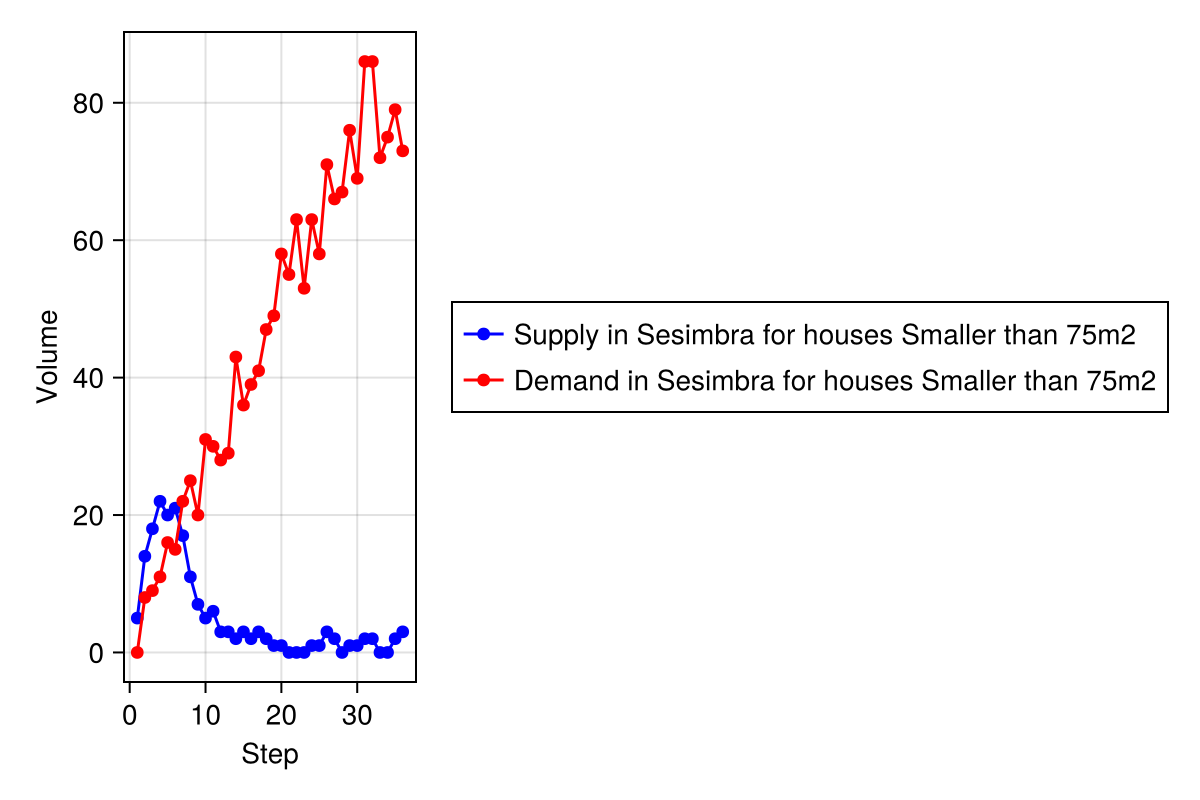 80
60
40
20
0
Volume
0 10 20 30
Step
Supply in Sesimbra for houses Smaller than 75m2
Demand in Sesimbra for houses Smaller than 75m2